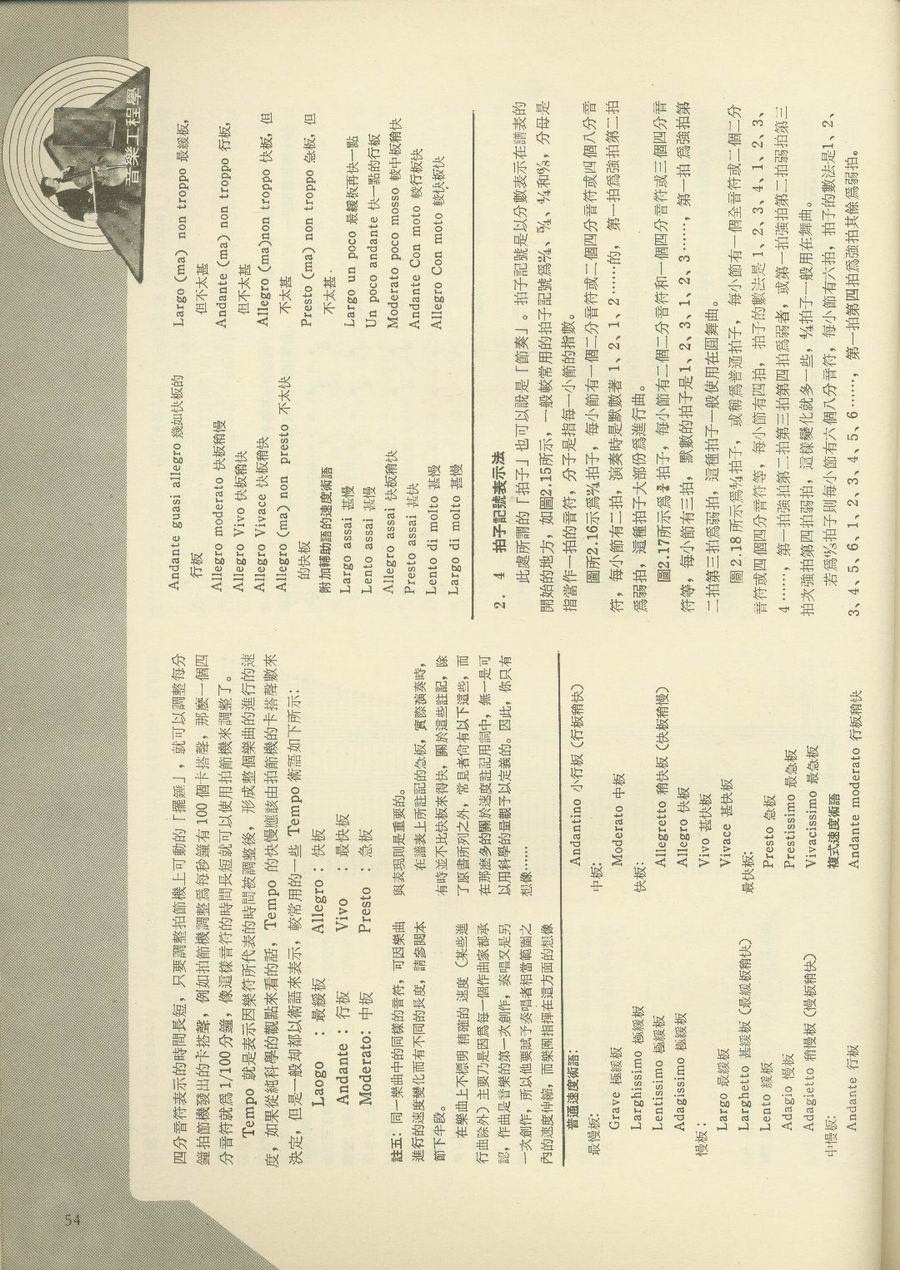 音樂工程學
四分音符表示的時間長短，只要調整拍節機上可動的「擺錘」，就可以調整每分
鐘拍節機發出的卡搭聲，例如拍節機調整爲每秒鐘有100個卡搭聲，那麽一個四
分音符就爲1/100分鐘，像這樣音符的時間長短就可以使用拍節機來調整了。
Tempo 就是表示因樂符所代表的時間被調整後，形成整個樂曲的進行的速
度，如果從純科學的觀點來看的話，Tempo 的快慢應該由拍節機的卡搭聲數來
決定，但是一般却都以術語來表示，較常用的一些 Tempo 術語如下所示：
Laogo ：最緩板 Allegro ：快板
Andante ：行板 Vivo ：最快板
Moderato：中板 Presto ：急板
註五：同一樂曲中的同樣的音符，可因樂曲
進行的速度變化而有不同的長度，請參閱本
節下半段。
在樂曲上不標明 精確的 速度（某些進
行曲除外）主要乃是因爲每一個作曲家都承
認，作曲是音樂的第一次創作，奏唱又是另
一次創作，所以他要賦予奏唱者相當範圍之
內的速度伸縮，而樂團指揮在這方面的想像
與表現則是重要的。
在譜表上所註記的急板，實際演奏時，
有時並不比快板來得快，關於這些註記，除
了原書所列之外，常見者尙有以下這些，而
在那麽多的關於速度註記用詞中，無一是可
以用科學的量觀予以定義的。因此，你只有
想像……
普通速度術語：
最慢板：
Grave 極緩板
Larghissimo 極緩板
Lentissimo 極緩板
Adagissimo 極緩板
慢板：
Largo 最緩板
Larghetto 甚緩板（最緩板稍快）
Lento 緩板
Adagio 慢板
Adagietto 稍慢板（慢板稍快）
中慢板：
Andante 行板
Andantino 小行板（行板稍快）
中板：
Moderato 中板
快板：
Allegretto 稍快板（快板稍慢）
Allegro 快板
Vivo 甚快板
Vivace 甚快板
最快板：
Presto 急板
Prestissimo 最急板
Vivacissimo 最急板
複式速度術語
Andante moderato 行板稍快
Andante guasi allegro 幾如快板的
行板
Allegro moderato 快板稍慢
Allegro Vivo 快板稍快
Allegro Vivace 快板稍快
Allegro (ma) non presto 不太快
的快板
附加輔助語的速度術語
Largo assai 甚慢
Lento assai 甚慢
Allegro assai 快板稍快
Presto assai 甚快
Lento di molto 甚慢
Largo di molto 甚慢
Largo (ma) non troppo 最緩板，
但不太甚
Andante (ma) non troppo 行板，
但不太甚
Allegro (ma)non troppo 快板，但
不太甚
Presto (ma) non troppo 急板，但
不太甚．
Largo un poco 最緩板再快一點
Un poco andante 快一點的行板
Moderato poco mosso 較中板稍快
Andante Con moto 較行板快
Allegro Con moto 較快板快
2．4 拍子記號表示法
此處所謂的「拍子」也可以說是「節奏」。拍子記號是以分數表示在譜表的
開始的地方，如圖2.15所示，一般較常用的拍子記號爲2/4、3/4、4/4和6/8，分母是
指當作一拍的音符，分子是指每一小節的指數。
圖所2.16示爲2/4拍子，每小節有一個二分音符或二個四分音符或四個八分音
符，每小節有二拍，演奏時是默數著 1、2、1、2……的，第一拍爲強拍第二拍
爲弱拍，這種拍子大部份爲進行曲。
圖2.17所示爲3/4拍子，每小節有二個二分音符和一個四分音符或三個四分音
符等，每小節有三拍，默數的拍子是1、2、3、1、2、3……，第一拍 爲強拍第
二拍第三拍爲弱拍，這種拍子一般使用在圓舞曲。
圖 2.18 所示爲4/4拍子，或稱爲普通拍子，每小節有一個全音符或二個二分
音符或四個四分音符等，每小節有四拍，拍子的數法是 1、2、3、4、1、2、3、
4……，第一拍強拍第二拍第三拍第四拍爲弱者，或第一拍強拍第二拍弱拍第三
拍次強拍第四拍弱拍，這樣變化就多一些，4/4拍子一般用在舞曲。
若爲6/8拍子則每小節有六個八分音符，每小節有六拍，拍子的數法是1、2、
3、4、5、6、1、2、3、4、5、6……，第一拍第四拍爲強拍其餘爲弱拍。
54